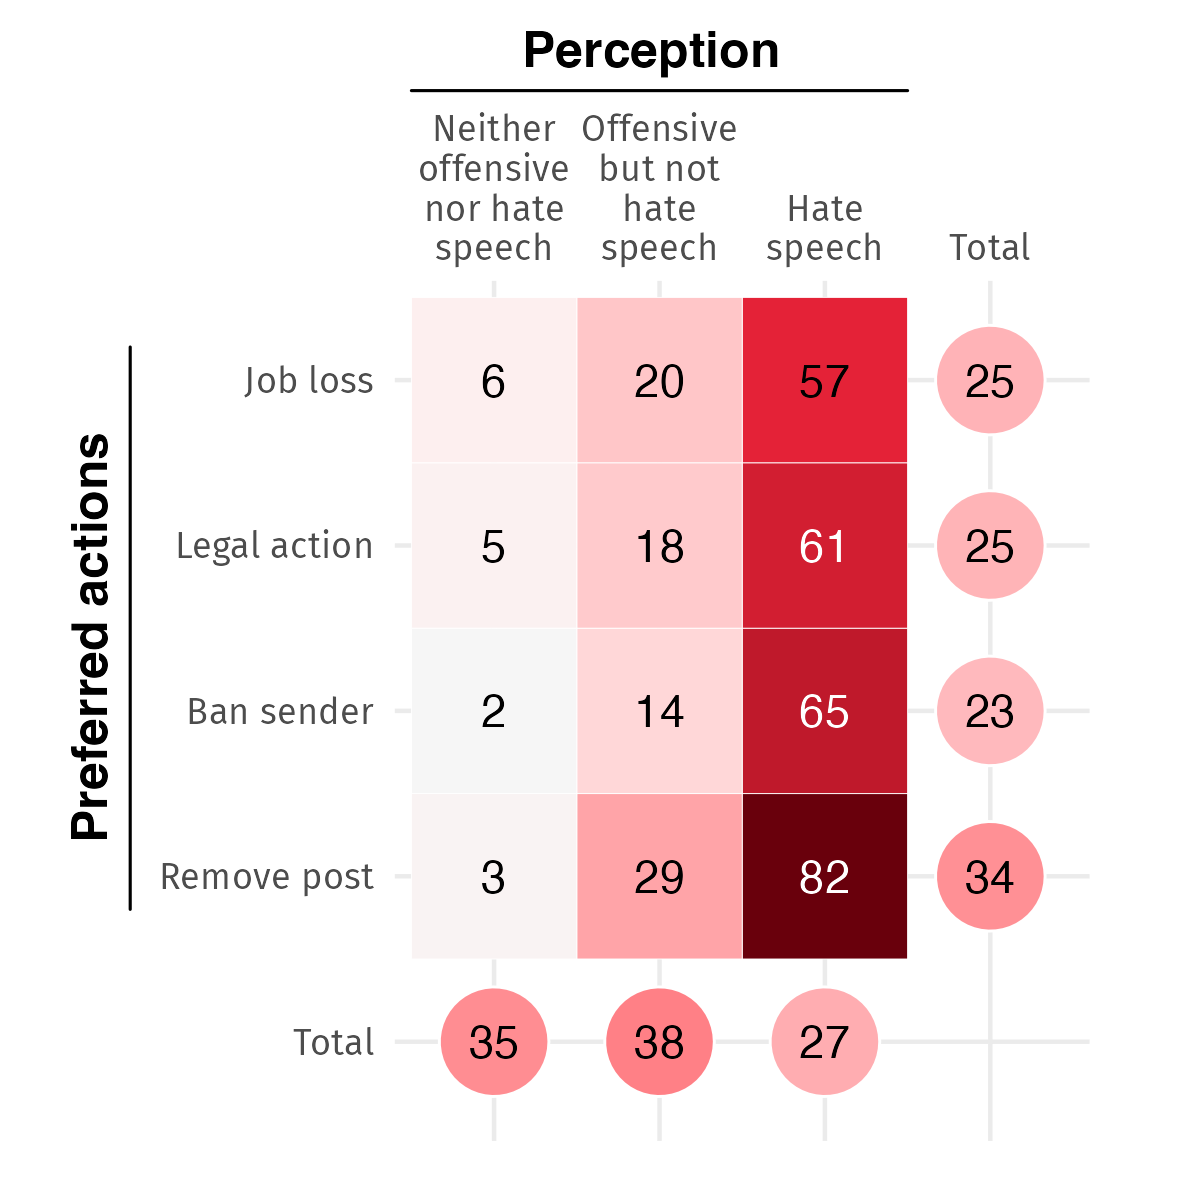 Perception
Neither
offensive
nor hate
speech
Offensive
but not
hate
speech
Hate
speech
Total
Preferred actions
Job loss
6
20
57
25
Legal action
5
18
61
25
Ban sender
2
14
65
23
Remove post
3
29
82
34
Total
35
38
27